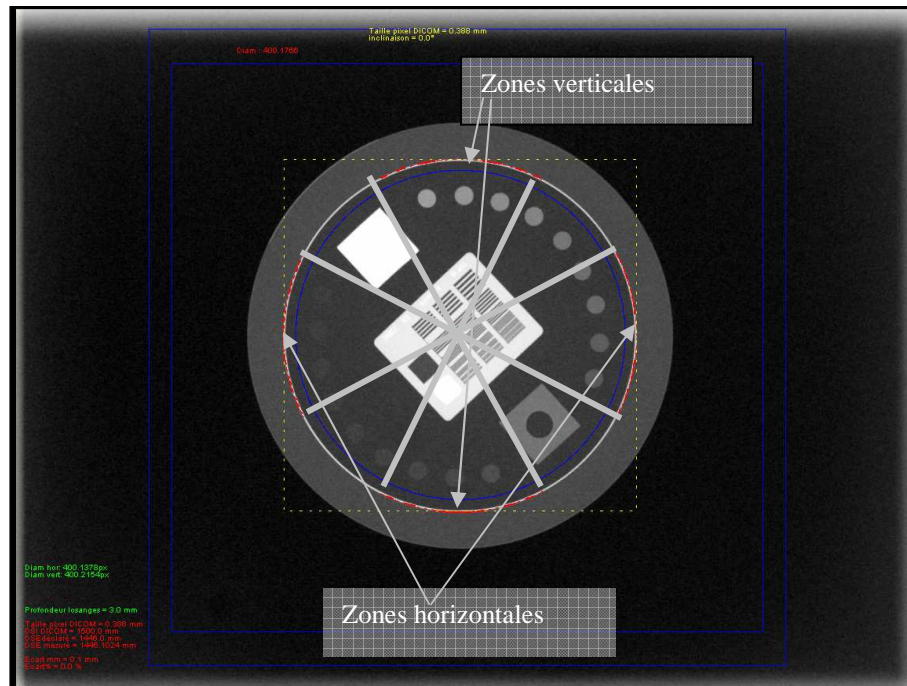 Taille pixel DICOM = 0.388 mm
inclinaison = 0.0°
Diam : 400.1766
Zones verticales
Diam hor: 400.1378px
Diam vert: 400.2154px
Profondeur losanges = 3.0 mm
Zones horizontales
Taille pixel DICOM = 0.388 mm
DSI DICOM = 1500.0 mm
DSE déclaré = 1446.0 mm
DSE mesuré = 1446.1024 mm
Ecart mm = 0.1 mm
Ecart% = 0.0 %